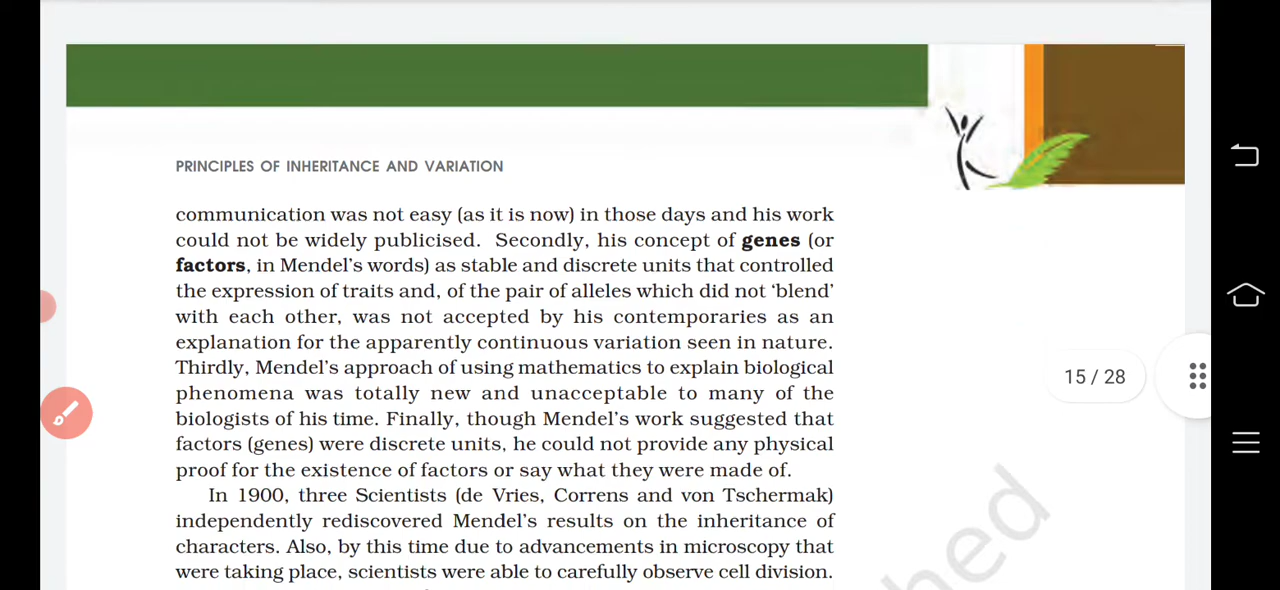 PRINCIPLES OF INHERITANCE AND VARIATION
communication was not easy (as it is now) in those days and his work
could not be widely publicised.  Secondly, his concept of genes (or
factors, in Mendel's words) as stable and discrete units that controlled
the expression of traits and, of the pair of alleles which did not ‘blend’
with each other, was not accepted by his contemporaries as an
explanation for the apparently continuous variation seen in nature.
Thirdly, Mendel's approach of using mathematics to explain biological
phenomena was totally new and unacceptable to many of the
biologists of his time. Finally, though Mendel's work suggested that
factors (genes) were discrete units, he could not provide any physical
proof for the existence of factors or say what they were made of.
In 1900, three Scientists (de Vries, Correns and von Tschermak)
independently rediscovered Mendel's results on the inheritance of
characters. Also, by this time due to advancements in microscopy that
were taking place, scientists were able to carefully observe cell division.
15 / 28